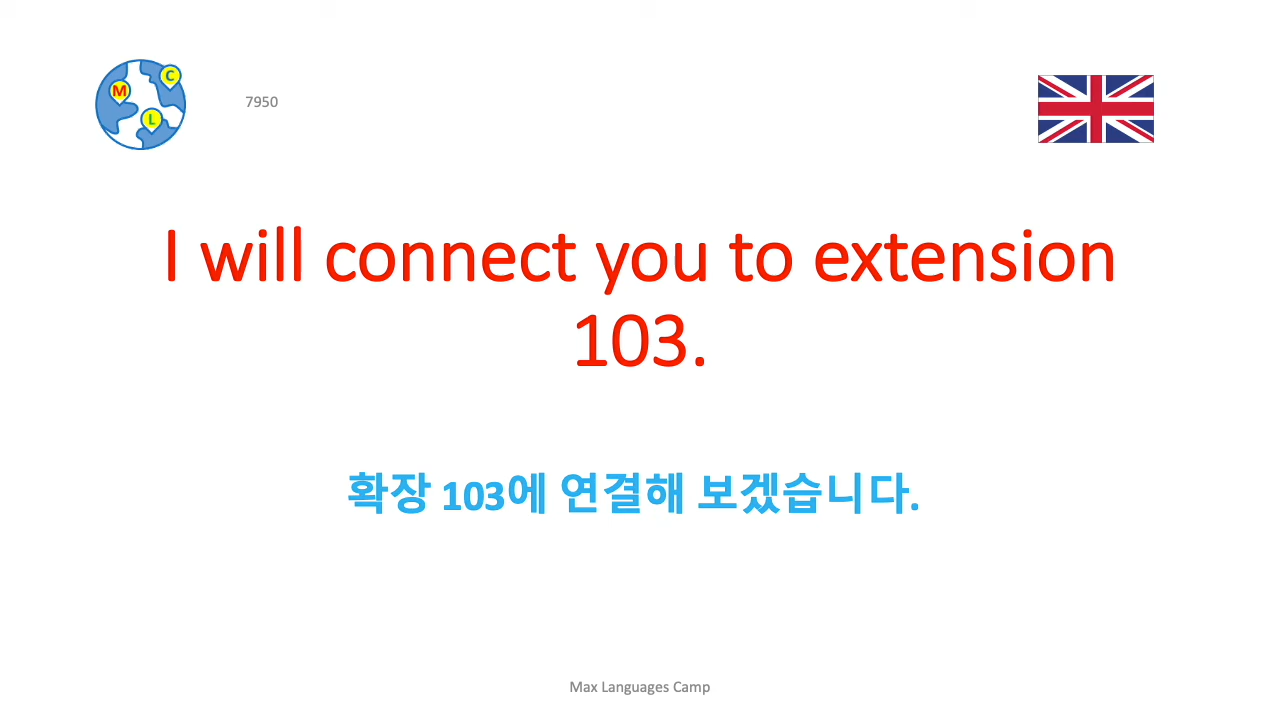 M
C
L
7950
I will connect you to extension
103.
확장 103에 연결해 보겠습니다.
Max Languages Camp